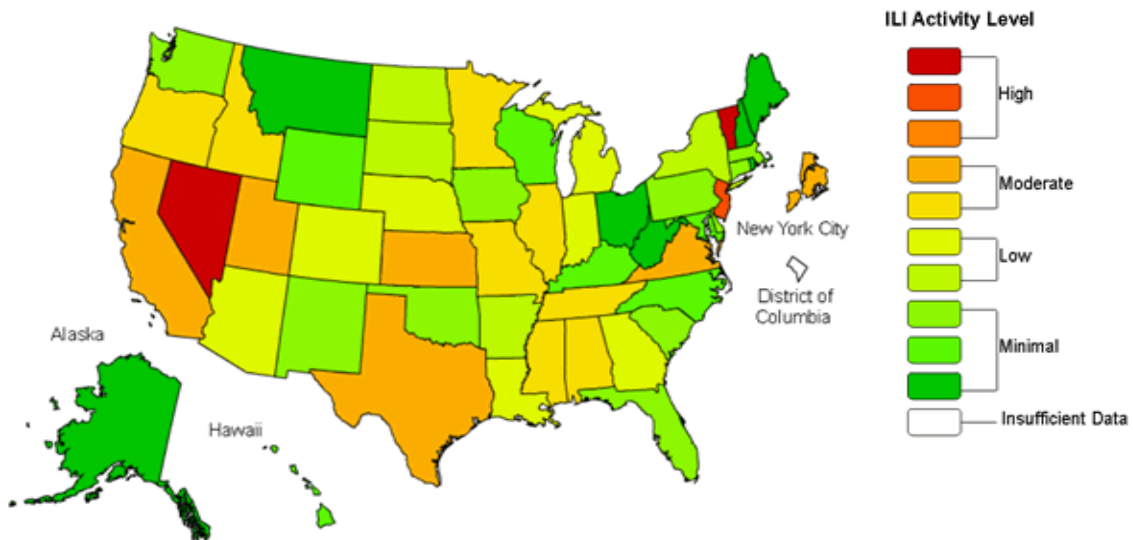 ILI Activity Level
High
Moderate
Low
Minimal
Insufficient Data
New York City
District of
Columbia
Alaska
Hawaii